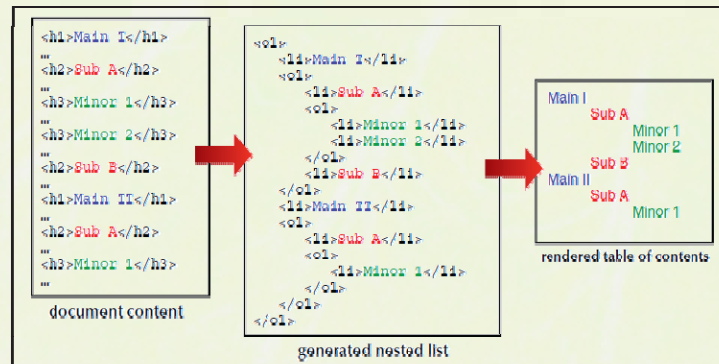 <h1>Main I</h1>
…
<h2>Sub A</h2>
…
<h3>Minor 1</h3>
…
<h3>Minor 2</h3>
…
<h2>Sub B</h2>
…
<h1>Main II</h1>
…
<h2>Sub A</h2>
…
<h3>Minor 1</h3>
…
document content
<ol>
<li>Main I</li>
<ol>
<li>Sub A</li>
<ol>
<li>Minor 1</li>
<li>Minor 2</li>
</ol>
<li>Sub B</li>
</ol>
<li>Main II</li>
<ol>
<li>Sub A</li>
<ol>
<li>Minor 1</li>
</ol>
</ol>
</ol>
generated nested list
Main I
Sub A
Minor 1
Minor 2
Sub B
Main II
Sub A
Minor 1
rendered table of contents